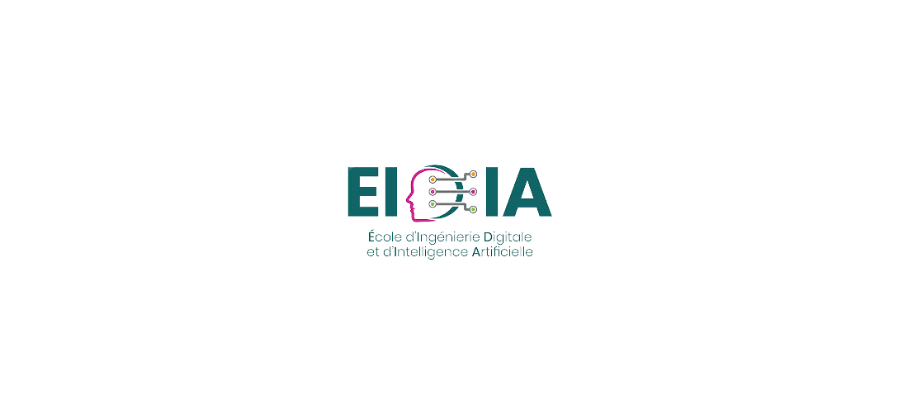 EIDIA
École d'Ingénierie Digitale
et d'Intelligence Artificielle